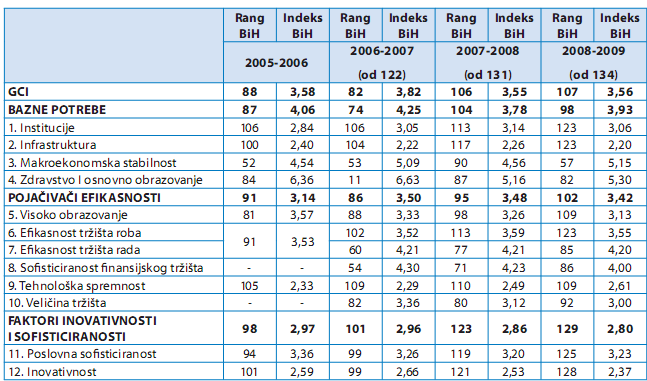 Rang BiH Indeks BiH Rang BiH Indeks BiH Rang BiH Indeks BiH Rang BiH Indeks BiH
2005-2006 2006-2007 (od 122) 2007-2008 (od 131) 2008-2009 (od 134)
GCI 88 3,58 82 3,82 106 3,55 107 3,56
BAZNE POTREBE 87 4,06 74 4,25 104 3,78 98 3,93
1. Institucije 106 2,84 106 3,05 113 3,14 123 3,06
2. Infrastruktura 100 2,40 104 2,22 117 2,26 123 2,20
3. Makroekonomska stabilnost 52 4,54 53 5,09 90 4,56 57 5,15
4. Zdravstvo I osnovno obrazovanje 84 6,36 11 6,63 87 5,16 82 5,30
POJAČIVAČI EFIKASNOSTI 91 3,14 86 3,50 95 3,48 102 3,42
5. Visoko obrazovanje 81 3,57 88 3,33 98 3,26 109 3,13
6. Efikasnost tržišta roba 91 3,53 102 3,52 113 3,59 123 3,55
7. Efikasnost tržišta rada 60 4,21 77 4,21 85 4,20
8. Sofisticiranost finansijskog tržišta - - 54 4,30 71 4,23 86 4,00
9. Tehnološka spremnost 105 2,33 109 2,29 110 2,49 109 2,61
10. Veličina tržišta - - 82 3,36 80 3,12 92 3,00
FAKTORI INOVATIVNOSTI
I SOFISTICIRANOSTI 98 2,97 101 2,96 123 2,86 129 2,80
11. Poslovna sofisticiranost 94 3,36 99 3,26 119 3,20 125 3,23
12. Inovativnost 101 2,59 99 2,66 121 2,53 128 2,37